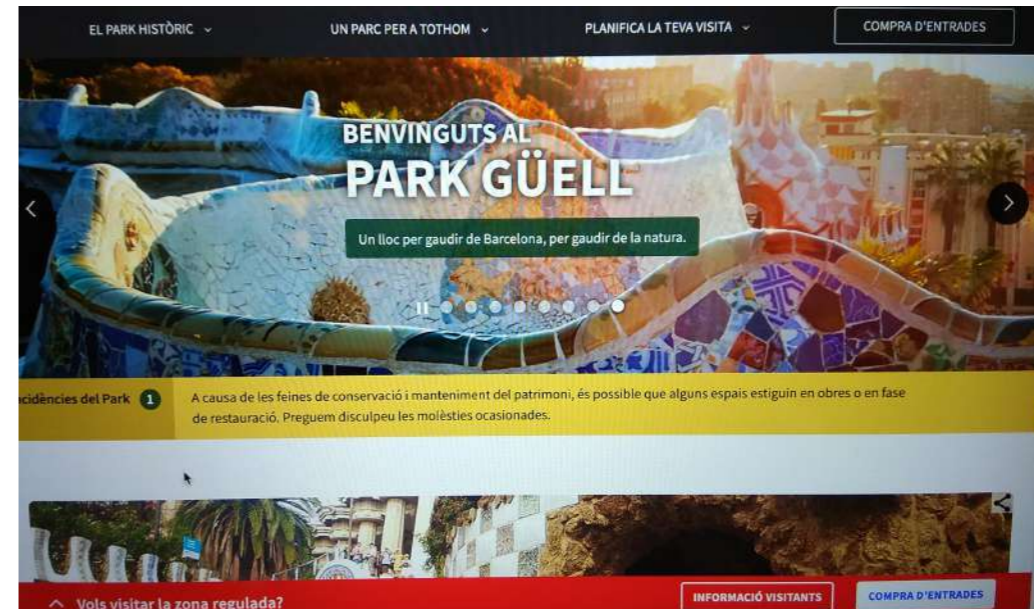 EL PARK HISTÒRIC
UN PARC PER A TOTHOM
PLANIFICA LA TEVA VISITA
COMPRA D'ENTRADES
BENVINGUTS AL
PARK GÜELL
Un lloc per gaudir de Barcelona, per gaudir de la natura.
cidències del Park 1
A causa de les feines de conservació i manteniment del patrimoni, és possible que alguns espais estiguin en obres o en fase
de restauració. Preguem disculpeu les molèsties ocasionades.
Vols visitar la zona regulada?
INFORMACIÓ VISITANTS
COMPRA D'ENTRADES